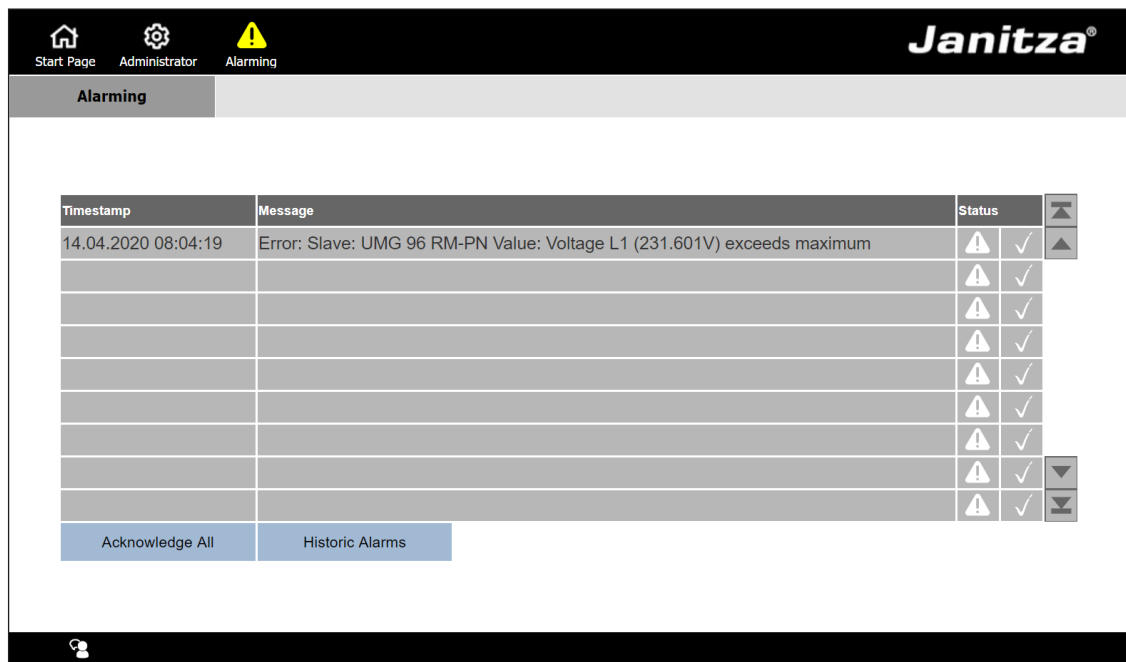 Janitza®
Start Page Administrator Alarming
Alarming
Timestamp Message Status
14.04.2020 08:04:19 Error: Slave: UMG 96 RM-PN Value: Voltage L1 (231.601V) exceeds maximum
Acknowledge All Historic Alarms